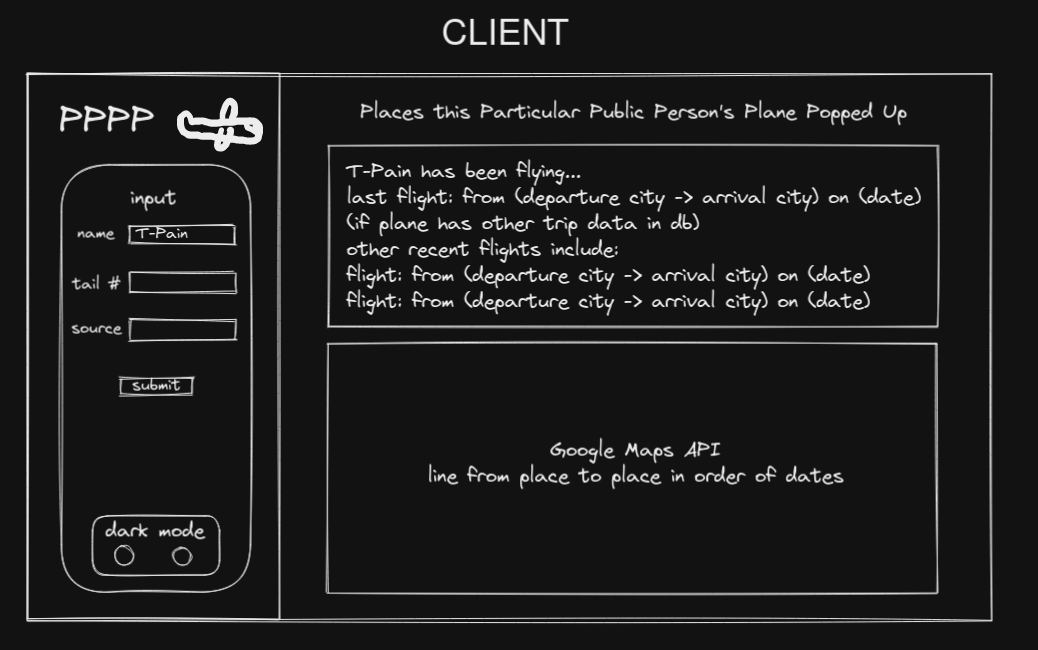 CLIENT
PPPP
input
name T-Pain
tail #
source
submit
dark mode
Places this Particular Public Person's Plane Popped Up
T-Pain has been flying...
last flight: from (departure city -> arrival city) on (date)
(if plane has other trip data in db)
other recent flights include:
flight: from (departure city -> arrival city) on (date)
flight: from (departure city -> arrival city) on (date)
Google Maps API
line from place to place in order of dates